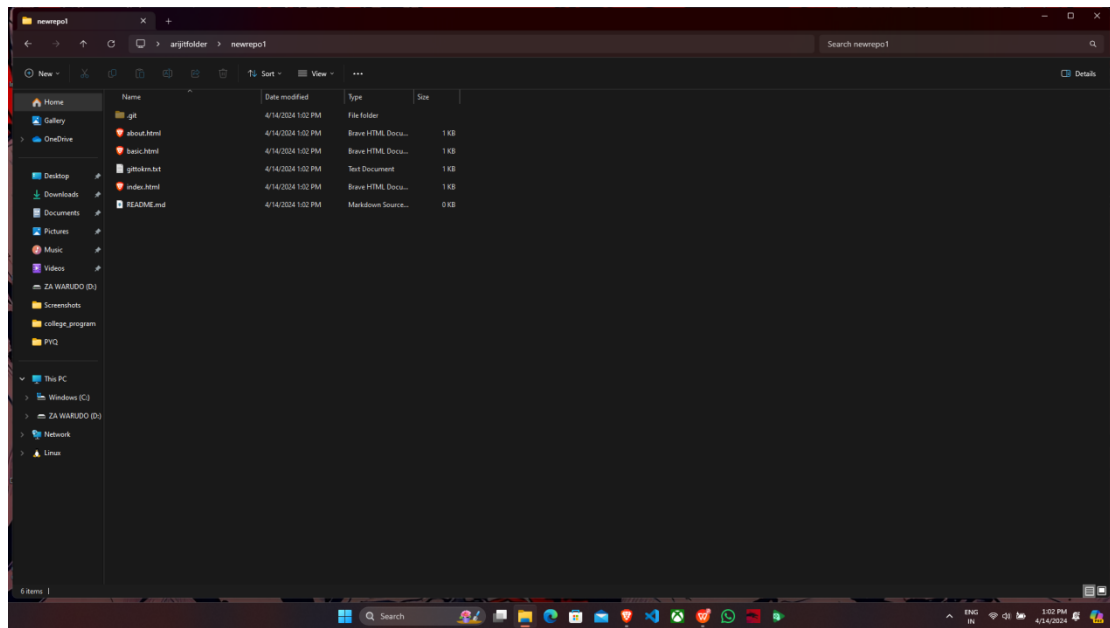 newrepo1
arijitfolder > newrepo1
Search newrepo1
New
Sort
View
Details
Name Date modified Type Size
.git 4/14/2024 1:02 PM File folder
about.html 4/14/2024 1:02 PM Brave HTML Docu... 1 KB
basic.html 4/14/2024 1:02 PM Brave HTML Docu... 1 KB
gittokrn.txt 4/14/2024 1:02 PM Text Document 1 KB
index.html 4/14/2024 1:02 PM Brave HTML Docu... 1 KB
README.md 4/14/2024 1:02 PM Markdown Source... 0 KB
Home
Gallery
OneDrive
Desktop
Downloads
Documents
Pictures
Music
Videos
ZA WARUDO (D:)
Screenshots
college_program
PYQ
This PC
Windows (C:)
ZA WARUDO (D:)
Network
Linux
6 items
Search
ENG
IN
1:02 PM
4/14/2024